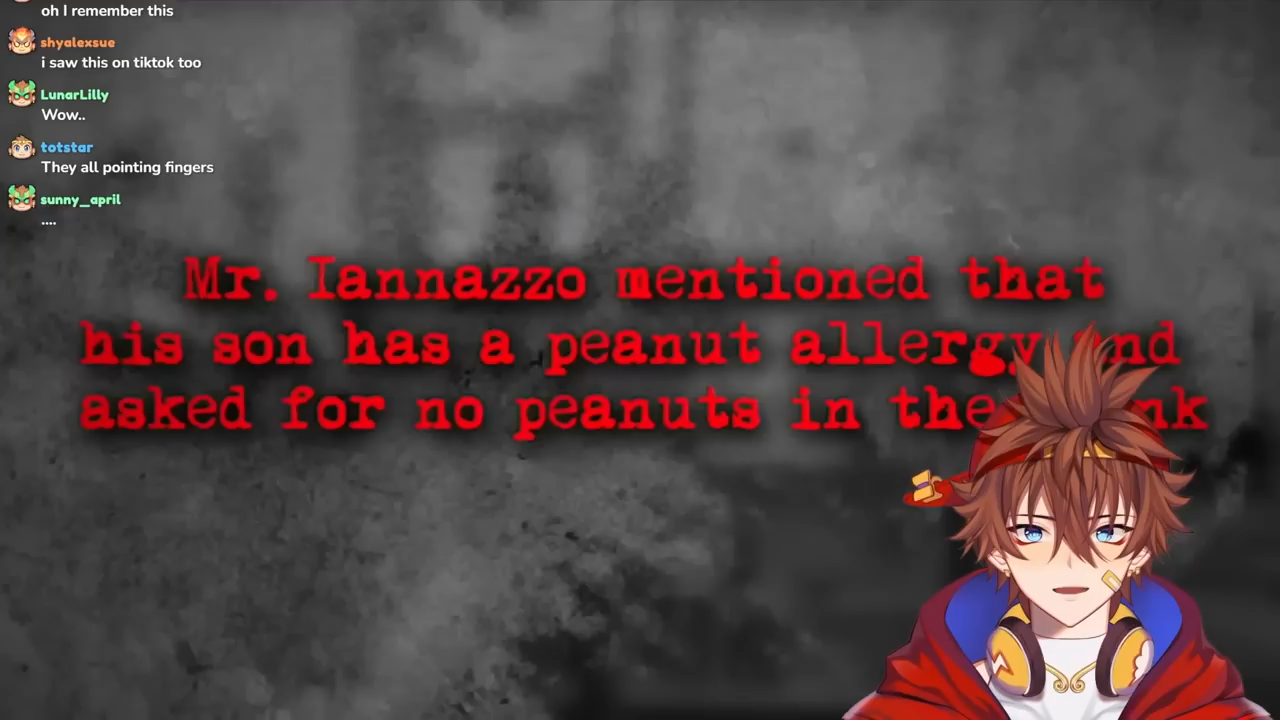 oh I remember this
shyalexsue
i saw this on tiktok too
LunarLilly
Wow..
totstar
They all pointing fingers
sunny_april
....
Mr. Iannazzo mentioned that
his son has a peanut allergy and
asked for no peanuts in the